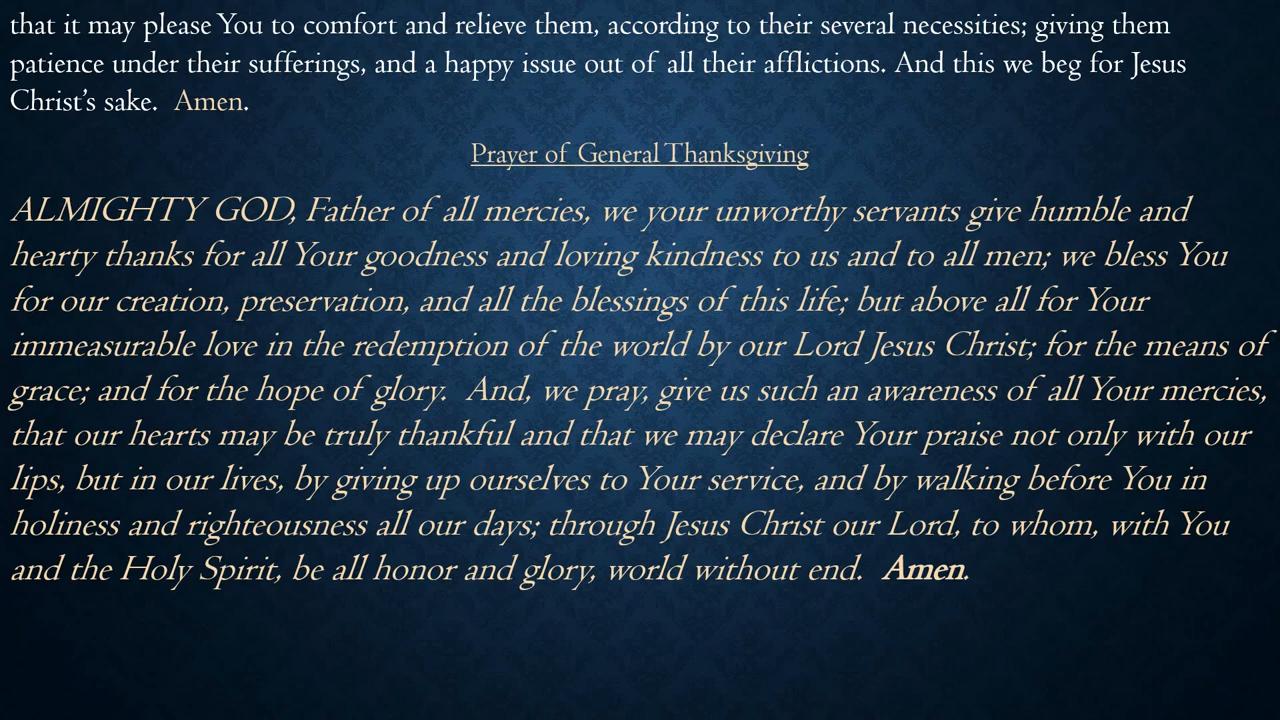 that it may please You to comfort and relieve them, according to their several necessities; giving them
patience under their sufferings, and a happy issue out of all their afflictions. And this we beg for Jesus
Christ’s sake.  Amen.
Prayer of General Thanksgiving
ALMIGHTY GOD, Father of all mercies, we your unworthy servants give humble and
hearty thanks for all Your goodness and loving kindness to us and to all men; we bless You
for our creation, preservation, and all the blessings of this life; but above all for Your
immeasurable love in the redemption of the world by our Lord Jesus Christ; for the means of
grace; and for the hope of glory.  And, we pray, give us such an awareness of all Your mercies,
that our hearts may be truly thankful and that we may declare Your praise not only with our
lips, but in our lives, by giving up ourselves to Your service, and by walking before You in
holiness and righteousness all our days; through Jesus Christ our Lord, to whom, with You
and the Holy Spirit, be all honor and glory, world without end.  Amen.